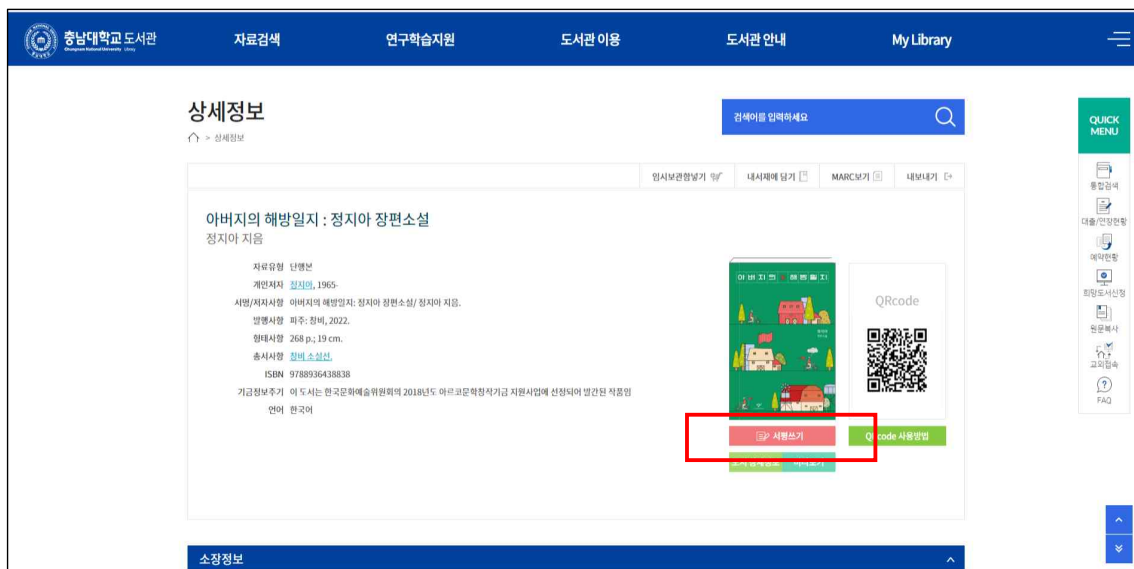 충남대학교 도서관
Chungnam National University Library
자료검색 연구학습지원 도서관 이용 도서관 안내 My Library
상세정보
> 상세정보
검색어를 입력하세요
QUICK
MENU
임시보관함넣기 내서재에 담기 MARC보기 내보내기
통합검색
대출/연장현황
예약현황
희망도서신청
원문복사
교외접속
FAQ
아버지의 해방일지 : 정지아 장편소설
정지아 지음
자료유형 단행본
개인저자 정지아, 1965-
서명/저자사항 아버지의 해방일지: 정지아 장편소설/ 정지아 지음.
발행사항 파주: 창비, 2022.
형태사항 268 p.; 19 cm.
총서사항 창비 소설선.
ISBN 9788936438838
기금정보주기 이 도서는 한국문화예술위원회의 2018년도 아르코문학창작기금 지원사업에 선정되어 발간된 작품임
언어 한국어
아버지의 해방일지
QRcode
서평쓰기
QRcode 사용방법
소장정보